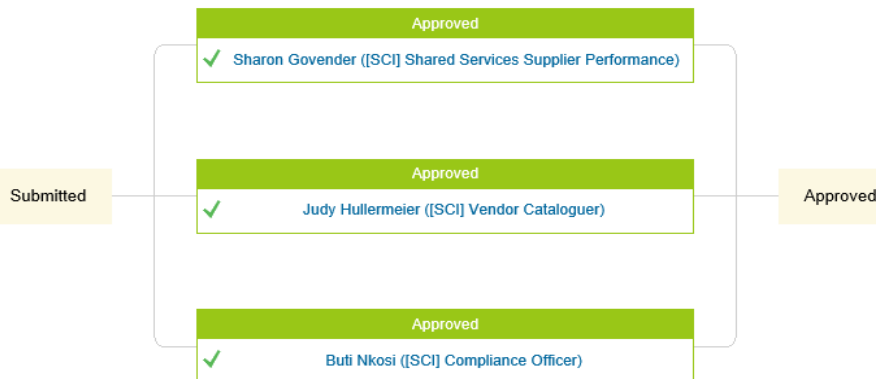 Approved
Sharon Govender ([SCI] Shared Services Supplier Performance)
Submitted
Approved
Judy Hullermeier ([SCI] Vendor Cataloguer)
Approved
Approved
Buti Nkosi ([SCI] Compliance Officer)